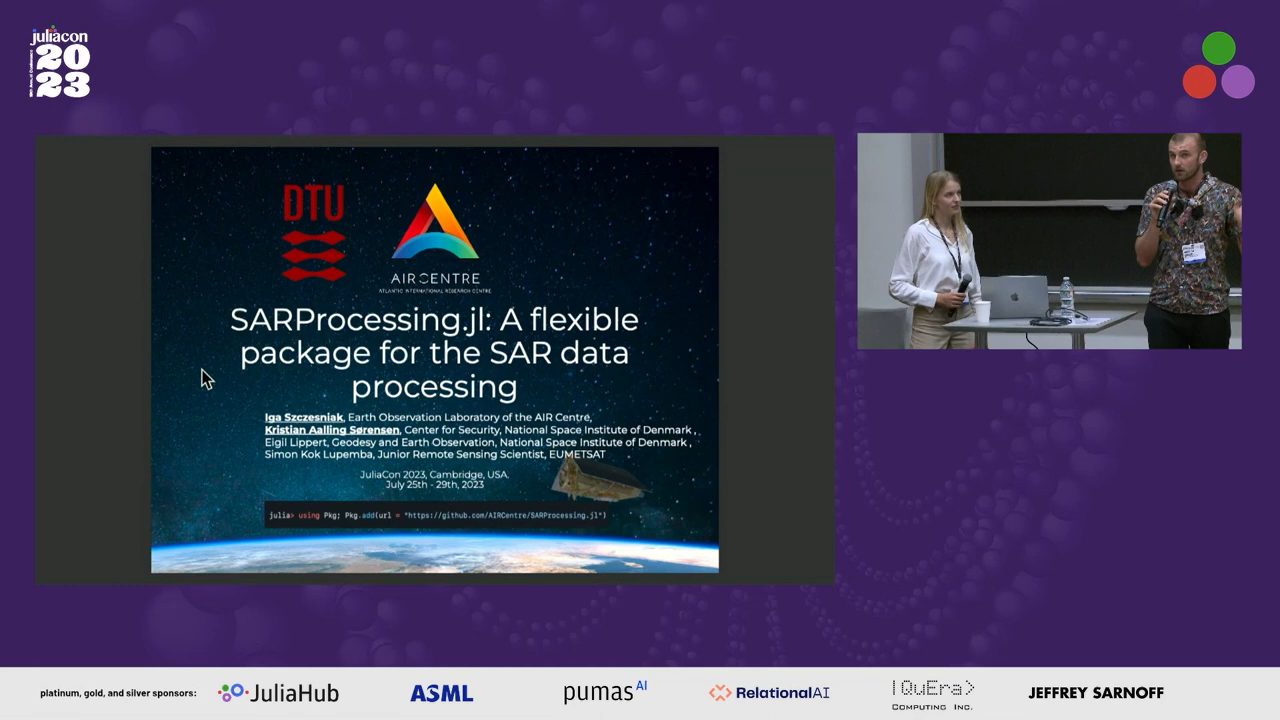 juliacon
20
23
DTU
AIRCENTRE
ATLANTIC INTERNATIONAL RESEARCH CENTRE
SARProcessing.jl: A flexible
package for the SAR data
processing
Iga Szczesniak, Earth Observation Laboratory of the AIR Centre,
Kristian Aalling Sørensen, Center for Security, National Space Institute of Denmark ,
Eigil Lippert, Geodesy and Earth Observation, National Space Institute of Denmark ,
Simon Kok Lupemba, Junior Remote Sensing Scientist, EUMETSAT
JuliaCon 2023, Cambridge, USA.
July 25th - 29th, 2023
julia> using Pkg; Pkg.add(url = "https://github.com/AIRCentre/SARProcessing.jl")
platinum, gold, and silver sponsors:
JuliaHub
ASML
pumas AI
RelationalAI
|QuEra>
COMPUTING INC.
JEFFREY SARNOFF